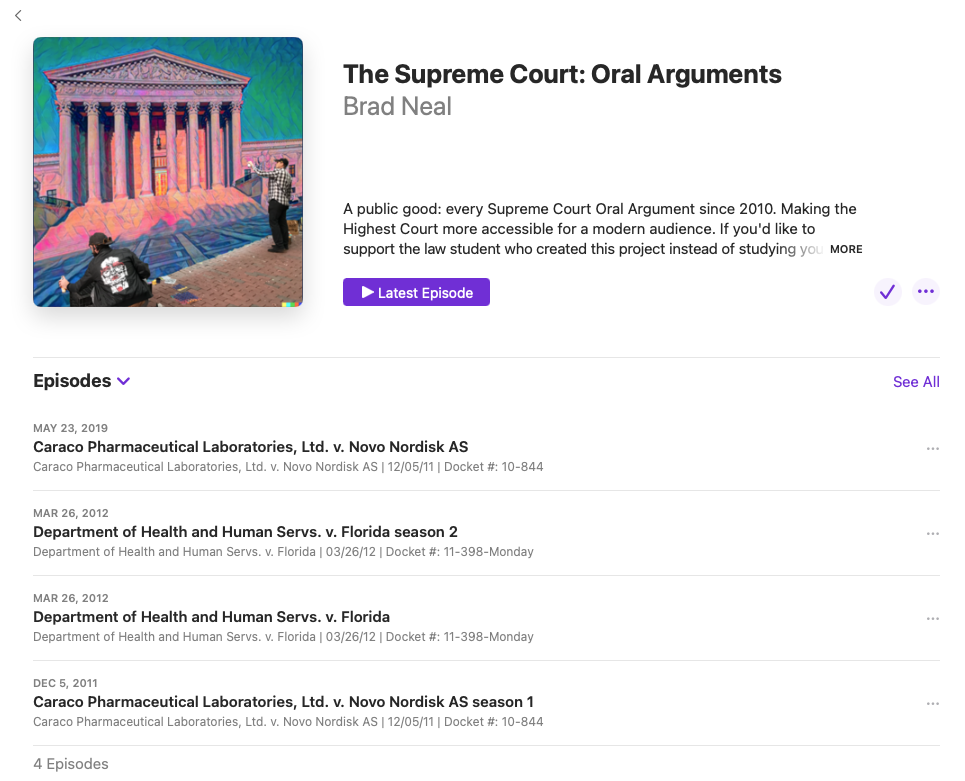 The Supreme Court: Oral Arguments
Brad Neal
A public good: every Supreme Court Oral Argument since 2010. Making the
Highest Court more accessible for a modern audience. If you'd like to
support the law student who created this project instead of studying you MORE
Latest Episode
Episodes
See All
MAY 23, 2019
Caraco Pharmaceutical Laboratories, Ltd. v. Novo Nordisk AS
Caraco Pharmaceutical Laboratories, Ltd. v. Novo Nordisk AS | 12/05/11 | Docket #: 10-844
MAR 26, 2012
Department of Health and Human Servs. v. Florida season 2
Department of Health and Human Servs. v. Florida | 03/26/12 | Docket #: 11-398-Monday
MAR 26, 2012
Department of Health and Human Servs. v. Florida
Department of Health and Human Servs. v. Florida | 03/26/12 | Docket #: 11-398-Monday
DEC 5, 2011
Caraco Pharmaceutical Laboratories, Ltd. v. Novo Nordisk AS season 1
Caraco Pharmaceutical Laboratories, Ltd. v. Novo Nordisk AS | 12/05/11 | Docket #: 10-844
4 Episodes